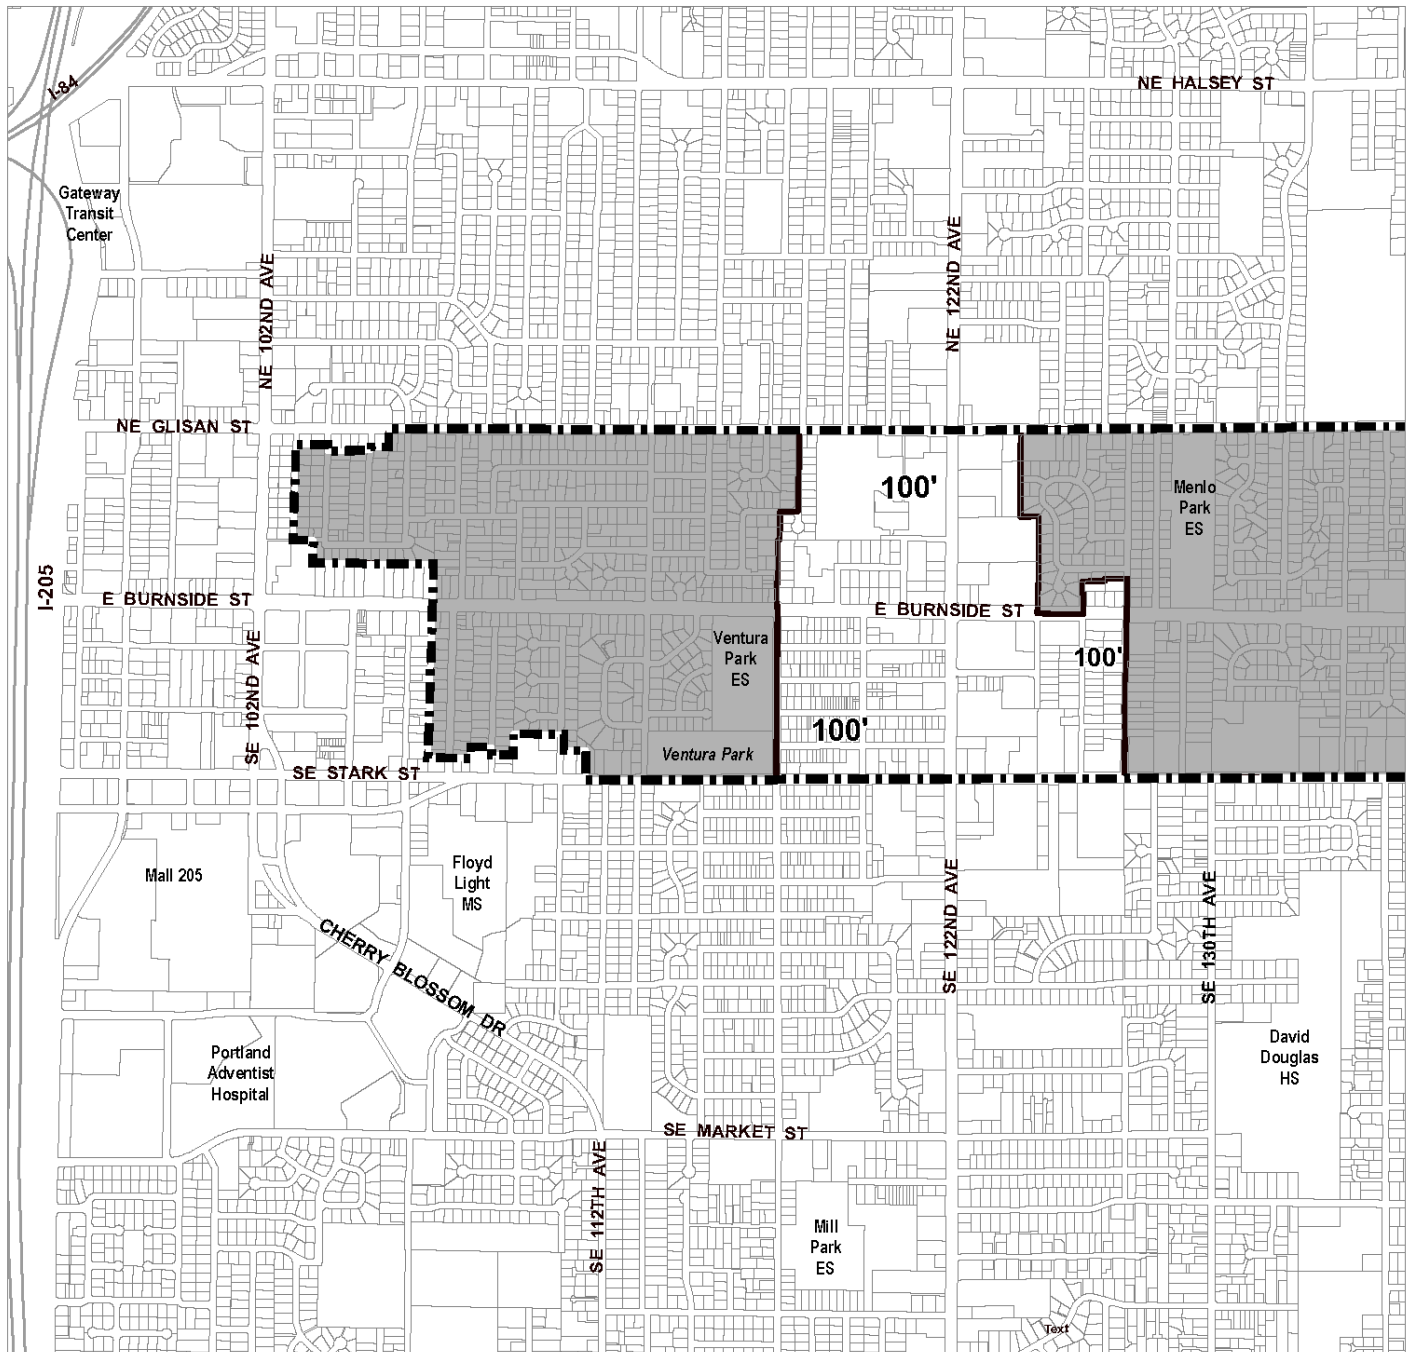 NE HALSEY ST
I-84
Gateway
Transit
Center
NE 102ND AVE
NE 122ND AVE
NE GLISAN ST
100'
Menlo
Park
ES
I-205
E BURNSIDE ST
E BURNSIDE ST
Ventura
Park
ES
100'
SE 102ND AVE
100'
Ventura Park
SE STARK ST
Mall 205
Floyd
Light
MS
SE 122ND AVE
SE 130TH AVE
CHERRY BLOSSOM DR
Portland
Adventist
Hospital
David
Douglas
HS
SE MARKET ST
SE 112TH AVE
Mill
Park
ES
Text